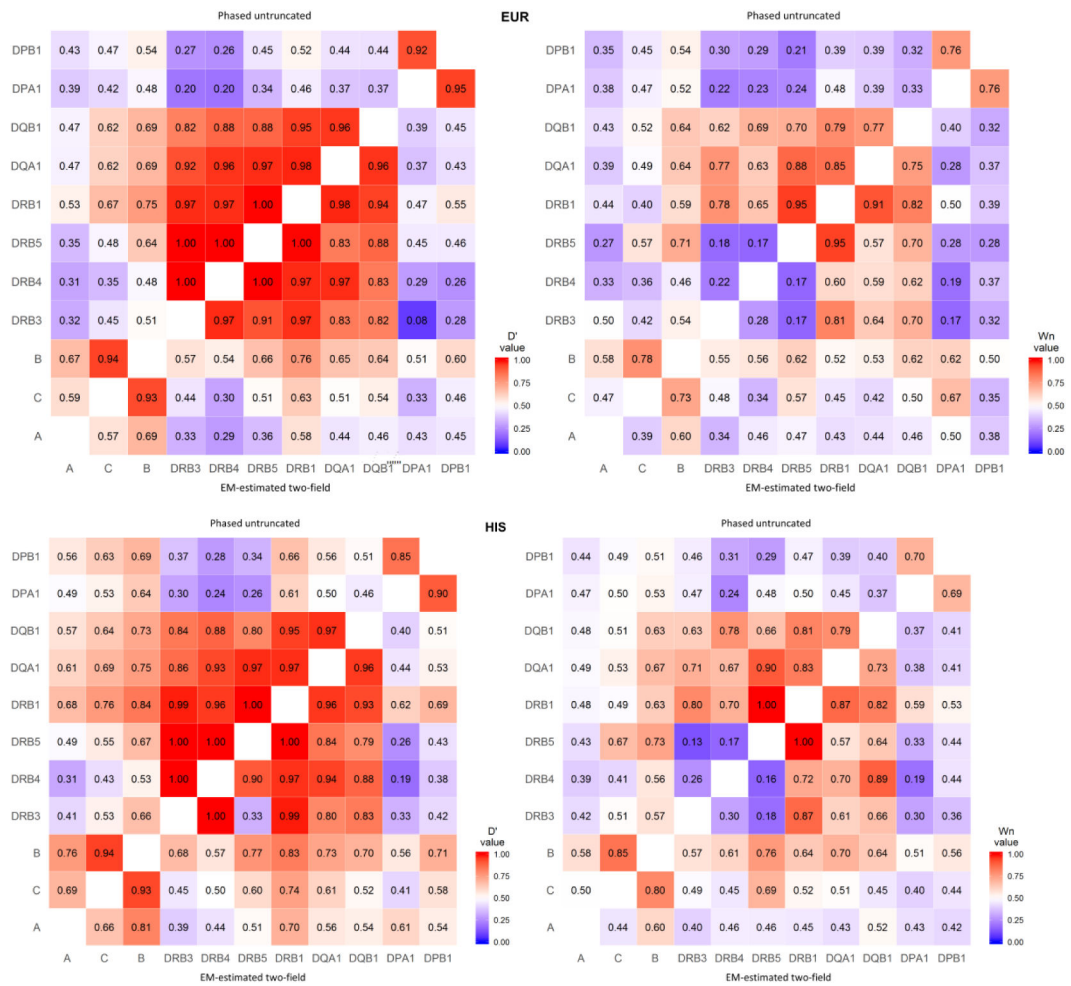 Phased untruncated
EUR
Phased untruncated
DPB1 0.43 0.47 0.54 0.27 0.26 0.45 0.52 0.44 0.44 0.92
DPA1 0.39 0.42 0.48 0.20 0.20 0.34 0.46 0.37 0.37 0.95
DQB1 0.47 0.62 0.69 0.82 0.88 0.88 0.95 0.96 0.39 0.45
DQA1 0.47 0.62 0.69 0.92 0.96 0.97 0.98 0.96 0.37 0.43
DRB1 0.53 0.67 0.75 0.97 0.97 1.00 0.98 0.94 0.47 0.55
DRB5 0.35 0.48 0.64 1.00 1.00 1.00 0.83 0.88 0.45 0.46
DRB4 0.31 0.35 0.48 1.00 1.00 0.97 0.97 0.83 0.29 0.26
DRB3 0.32 0.45 0.51 0.97 0.91 0.97 0.83 0.82 0.08 0.28
B 0.67 0.94 0.57 0.54 0.66 0.76 0.65 0.64 0.51 0.60
C 0.59 0.93 0.44 0.30 0.51 0.63 0.51 0.54 0.33 0.46
A 0.57 0.69 0.33 0.29 0.36 0.58 0.44 0.46 0.43 0.45
A C B DRB3 DRB4 DRB5 DRB1 DQA1 DQB1 DPA1 DPB1
EM-estimated two-field
D'
value
1.00
0.75
0.50
0.25
0.00
DPB1 0.35 0.45 0.54 0.30 0.29 0.21 0.39 0.39 0.32 0.76
DPA1 0.38 0.47 0.52 0.22 0.23 0.24 0.48 0.39 0.33 0.76
DQB1 0.43 0.52 0.64 0.62 0.69 0.70 0.79 0.77 0.40 0.32
DQA1 0.39 0.49 0.64 0.77 0.63 0.88 0.85 0.75 0.28 0.37
DRB1 0.44 0.40 0.59 0.78 0.65 0.95 0.91 0.82 0.50 0.39
DRB5 0.27 0.57 0.71 0.18 0.17 0.95 0.57 0.70 0.28 0.28
DRB4 0.33 0.36 0.46 0.22 0.17 0.60 0.59 0.62 0.19 0.37
DRB3 0.50 0.42 0.54 0.28 0.17 0.81 0.64 0.70 0.17 0.32
B 0.58 0.78 0.55 0.56 0.62 0.52 0.53 0.62 0.62 0.50
C 0.47 0.73 0.48 0.34 0.57 0.45 0.42 0.50 0.67 0.35
A 0.39 0.60 0.34 0.46 0.47 0.43 0.44 0.46 0.50 0.38
A C B DRB3 DRB4 DRB5 DRB1 DQA1 DQB1 DPA1 DPB1
EM-estimated two-field
Wn
value
1.00
0.75
0.50
0.25
0.00
Phased untruncated
HIS
Phased untruncated
DPB1 0.56 0.63 0.69 0.37 0.28 0.34 0.66 0.56 0.51 0.85
DPA1 0.49 0.53 0.64 0.30 0.24 0.26 0.61 0.50 0.46 0.90
DQB1 0.57 0.64 0.73 0.84 0.88 0.80 0.95 0.97 0.40 0.51
DQA1 0.61 0.69 0.75 0.86 0.93 0.97 0.97 0.96 0.44 0.53
DRB1 0.68 0.76 0.84 0.99 0.96 1.00 0.96 0.93 0.62 0.69
DRB5 0.49 0.55 0.67 1.00 1.00 1.00 0.84 0.79 0.26 0.43
DRB4 0.31 0.43 0.53 1.00 0.90 0.97 0.94 0.88 0.19 0.38
DRB3 0.41 0.53 0.66 1.00 0.33 0.99 0.80 0.83 0.33 0.42
B 0.76 0.94 0.68 0.57 0.77 0.83 0.73 0.70 0.56 0.71
C 0.69 0.93 0.45 0.50 0.60 0.74 0.61 0.52 0.41 0.58
A 0.66 0.81 0.39 0.44 0.51 0.70 0.56 0.54 0.61 0.54
A C B DRB3 DRB4 DRB5 DRB1 DQA1 DQB1 DPA1 DPB1
EM-estimated two-field
D'
value
1.00
0.75
0.50
0.25
0.00
DPB1 0.44 0.49 0.51 0.46 0.31 0.29 0.47 0.39 0.40 0.70
DPA1 0.47 0.50 0.53 0.47 0.24 0.48 0.50 0.45 0.37 0.69
DQB1 0.48 0.51 0.63 0.63 0.78 0.66 0.81 0.79 0.37 0.41
DQA1 0.49 0.53 0.67 0.71 0.67 0.90 0.83 0.73 0.38 0.41
DRB1 0.48 0.49 0.63 0.80 0.70 1.00 0.87 0.82 0.59 0.53
DRB5 0.43 0.67 0.73 0.13 0.17 1.00 0.57 0.64 0.33 0.44
DRB4 0.39 0.41 0.56 0.26 0.16 0.72 0.70 0.89 0.19 0.44
DRB3 0.42 0.51 0.57 0.30 0.18 0.87 0.61 0.66 0.30 0.36
B 0.58 0.85 0.57 0.61 0.76 0.64 0.70 0.64 0.51 0.56
C 0.50 0.80 0.49 0.45 0.69 0.52 0.51 0.45 0.40 0.44
A 0.44 0.60 0.40 0.46 0.46 0.45 0.43 0.52 0.43 0.42
A C B DRB3 DRB4 DRB5 DRB1 DQA1 DQB1 DPA1 DPB1
EM-estimated two-field
Wn
value
1.00
0.75
0.50
0.25
0.00